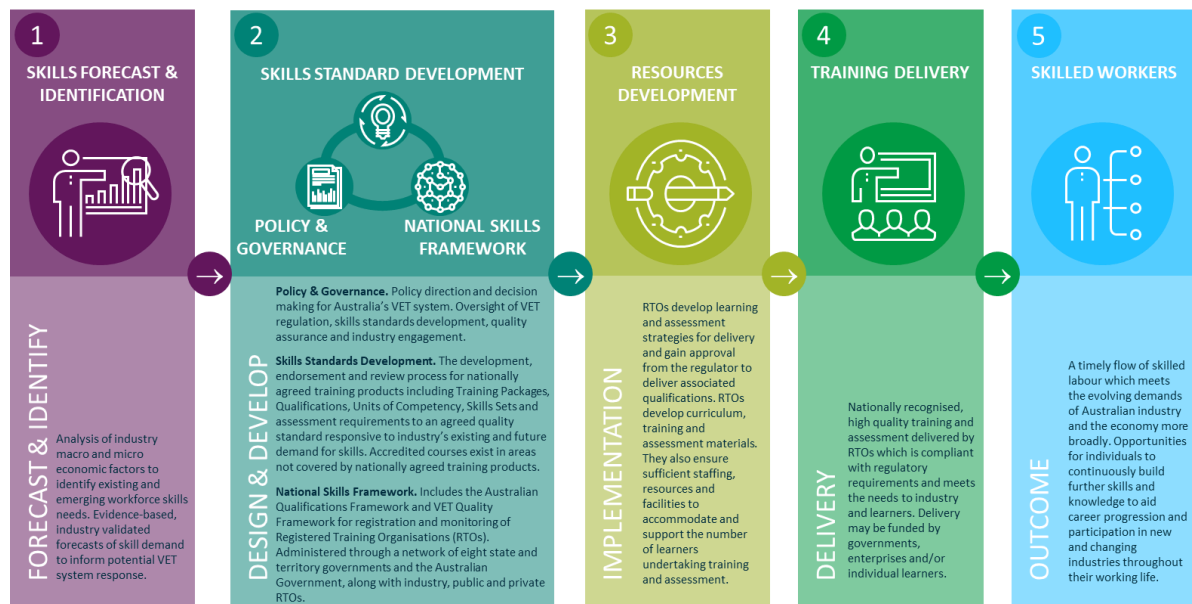 1
SKILLS FORECAST &
IDENTIFICATION
FORECAST & IDENTIFY
Analysis of industry
macro and micro
economic factors to
identify existing and
emerging workforce skills
needs. Evidence-based,
industry validated
forecasts of skill demand
to inform potential VET
system response.
2
SKILLS STANDARD DEVELOPMENT
POLICY &
GOVERNANCE
NATIONAL SKILLS
FRAMEWORK
DESIGN & DEVELOP
Policy & Governance. Policy direction and decision
making for Australia's VET system. Oversight of VET
regulation, skills standards development, quality
assurance and industry engagement.
Skills Standards Development. The development,
endorsement and review process for nationally
agreed training products including Training Packages,
Qualifications, Units of Competency, Skills Sets and
assessment requirements to an agreed quality
standard responsive to industry's existing and future
demand for skills. Accredited courses exist in areas
not covered by nationally agreed training products.
National Skills Framework. Includes the Australian
Qualifications Framework and VET Quality
Framework for registration and monitoring of
Registered Training Organisations (RTOs).
Administered through a network of eight state and
territory governments and the Australian
Government, along with industry, public and private
RTOs.
3
RESOURCES
DEVELOPMENT
IMPLEMENTATION
RTOs develop learning
and assessment
strategies for delivery
and gain approval
from the regulator to
deliver associated
qualifications. RTOs
develop curriculum,
training and
assessment materials.
They also ensure
sufficient staffing,
resources and
facilities to
accommodate and
support the number
of learners
undertaking training
and assessment.
4
TRAINING DELIVERY
DELIVERY
Nationally recognised,
high quality training and
assessment delivered by
RTOs which is compliant
with regulatory
requirements and meets
the needs to industry
and learners. Delivery
may be funded by
governments,
enterprises and/or
individual learners.
5
SKILLED WORKERS
OUTCOME
A timely flow of skilled
labour which meets
the evolving demands
of Australian industry
and the economy more
broadly. Opportunities
for individuals to
continuously build
further skills and
knowledge to aid
career progression and
participation in new
and changing
industries throughout
their working life.